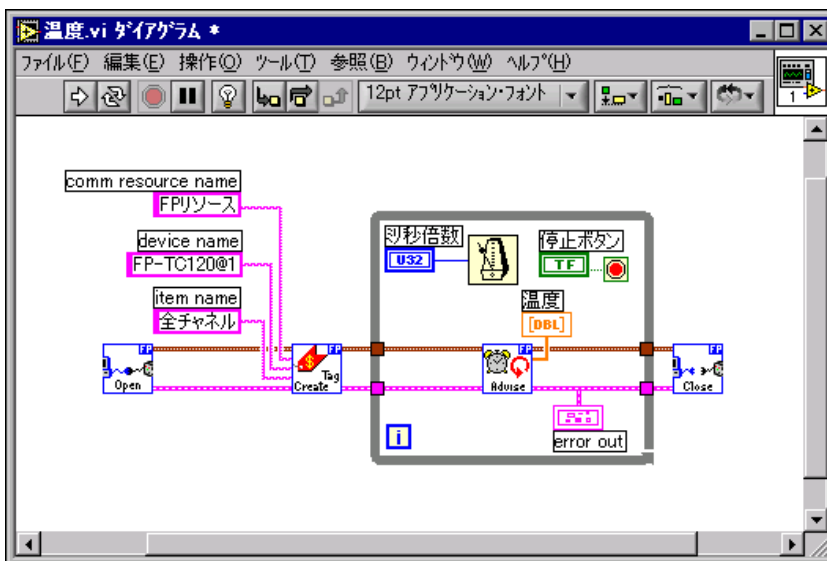 温度.vi ﾀﾞｲｱｸﾞﾗﾑ *
ﾌｧｲﾙ(F) 編集(E) 操作(O) ﾂｰﾙ(T) 参照(B) ｳｨﾝﾄﾞｳ(W) ﾍﾙﾌﾟ(H)
12pt ｱﾌﾟﾘｹｰｼｮﾝ･ﾌｫﾝﾄ
1
comm resource name
FPリソース
device name
FP-TC120@1
item name
全チャネル
ﾐﾘ秒倍数
U32
停止ボタン
TF
温度
[DBL]
FP
Open
FP
Tag
Create
FP
Advise
FP
Close
error out
i